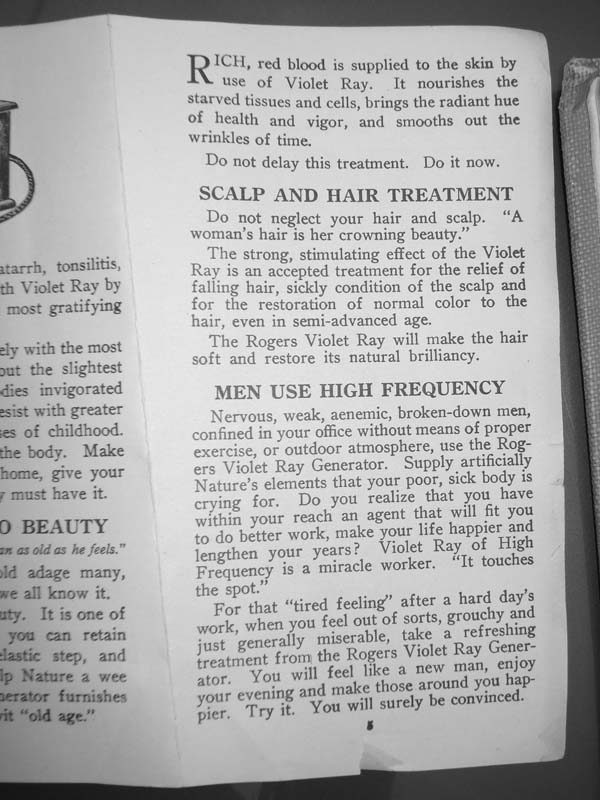 atarrh, tonsilitis,
th Violet Ray by
most gratifying
ely with the most
out the slightest
dies invigorated
esist with greater
es of childhood.
the body. Make
home, give your
y must have it.
O BEAUTY
an as old as he feels."
old adage many,
we all know it.
uty. It is one of
you can retain
elastic step, and
lp Nature a wee
nerator furnishes
"old age."
RICH, red blood is supplied to the skin by
use of Violet Ray. It nourishes the
starved tissues and cells, brings the radiant hue
of health and vigor, and smooths out the
wrinkles of time.
Do not delay this treatment. Do it now.
SCALP AND HAIR TREATMENT
Do not neglect your hair and scalp. "A
woman's hair is her crowning beauty."
The strong, stimulating effect of the Violet
Ray is an accepted treatment for the relief of
falling hair, sickly condition of the scalp and
for the restoration of normal color to the
hair, even in semi-advanced age.
The Rogers Violet Ray will make the hair
soft and restore its natural brilliancy.
MEN USE HIGH FREQUENCY
Nervous, weak, aenemic, broken-down men,
confined in your office without means of proper
exercise, or outdoor atmosphere, use the Rog-
ers Violet Ray Generator. Supply artificially
Nature's elements that your poor, sick body is
crying for. Do you realize that you have
within your reach an agent that will fit you
to do better work, make your life happier and
lengthen your years? Violet Ray of High
Frequency is a miracle worker. "It touches
the spot."
For that "tired feeling" after a hard day's
work, when you feel out of sorts, grouchy and
just generally miserable, take a refreshing
treatment from the Rogers Violet Ray Gener-
ator. You will feel like a new man, enjoy
your evening and make those around you hap-
pier. Try it. You will surely be convinced.
5